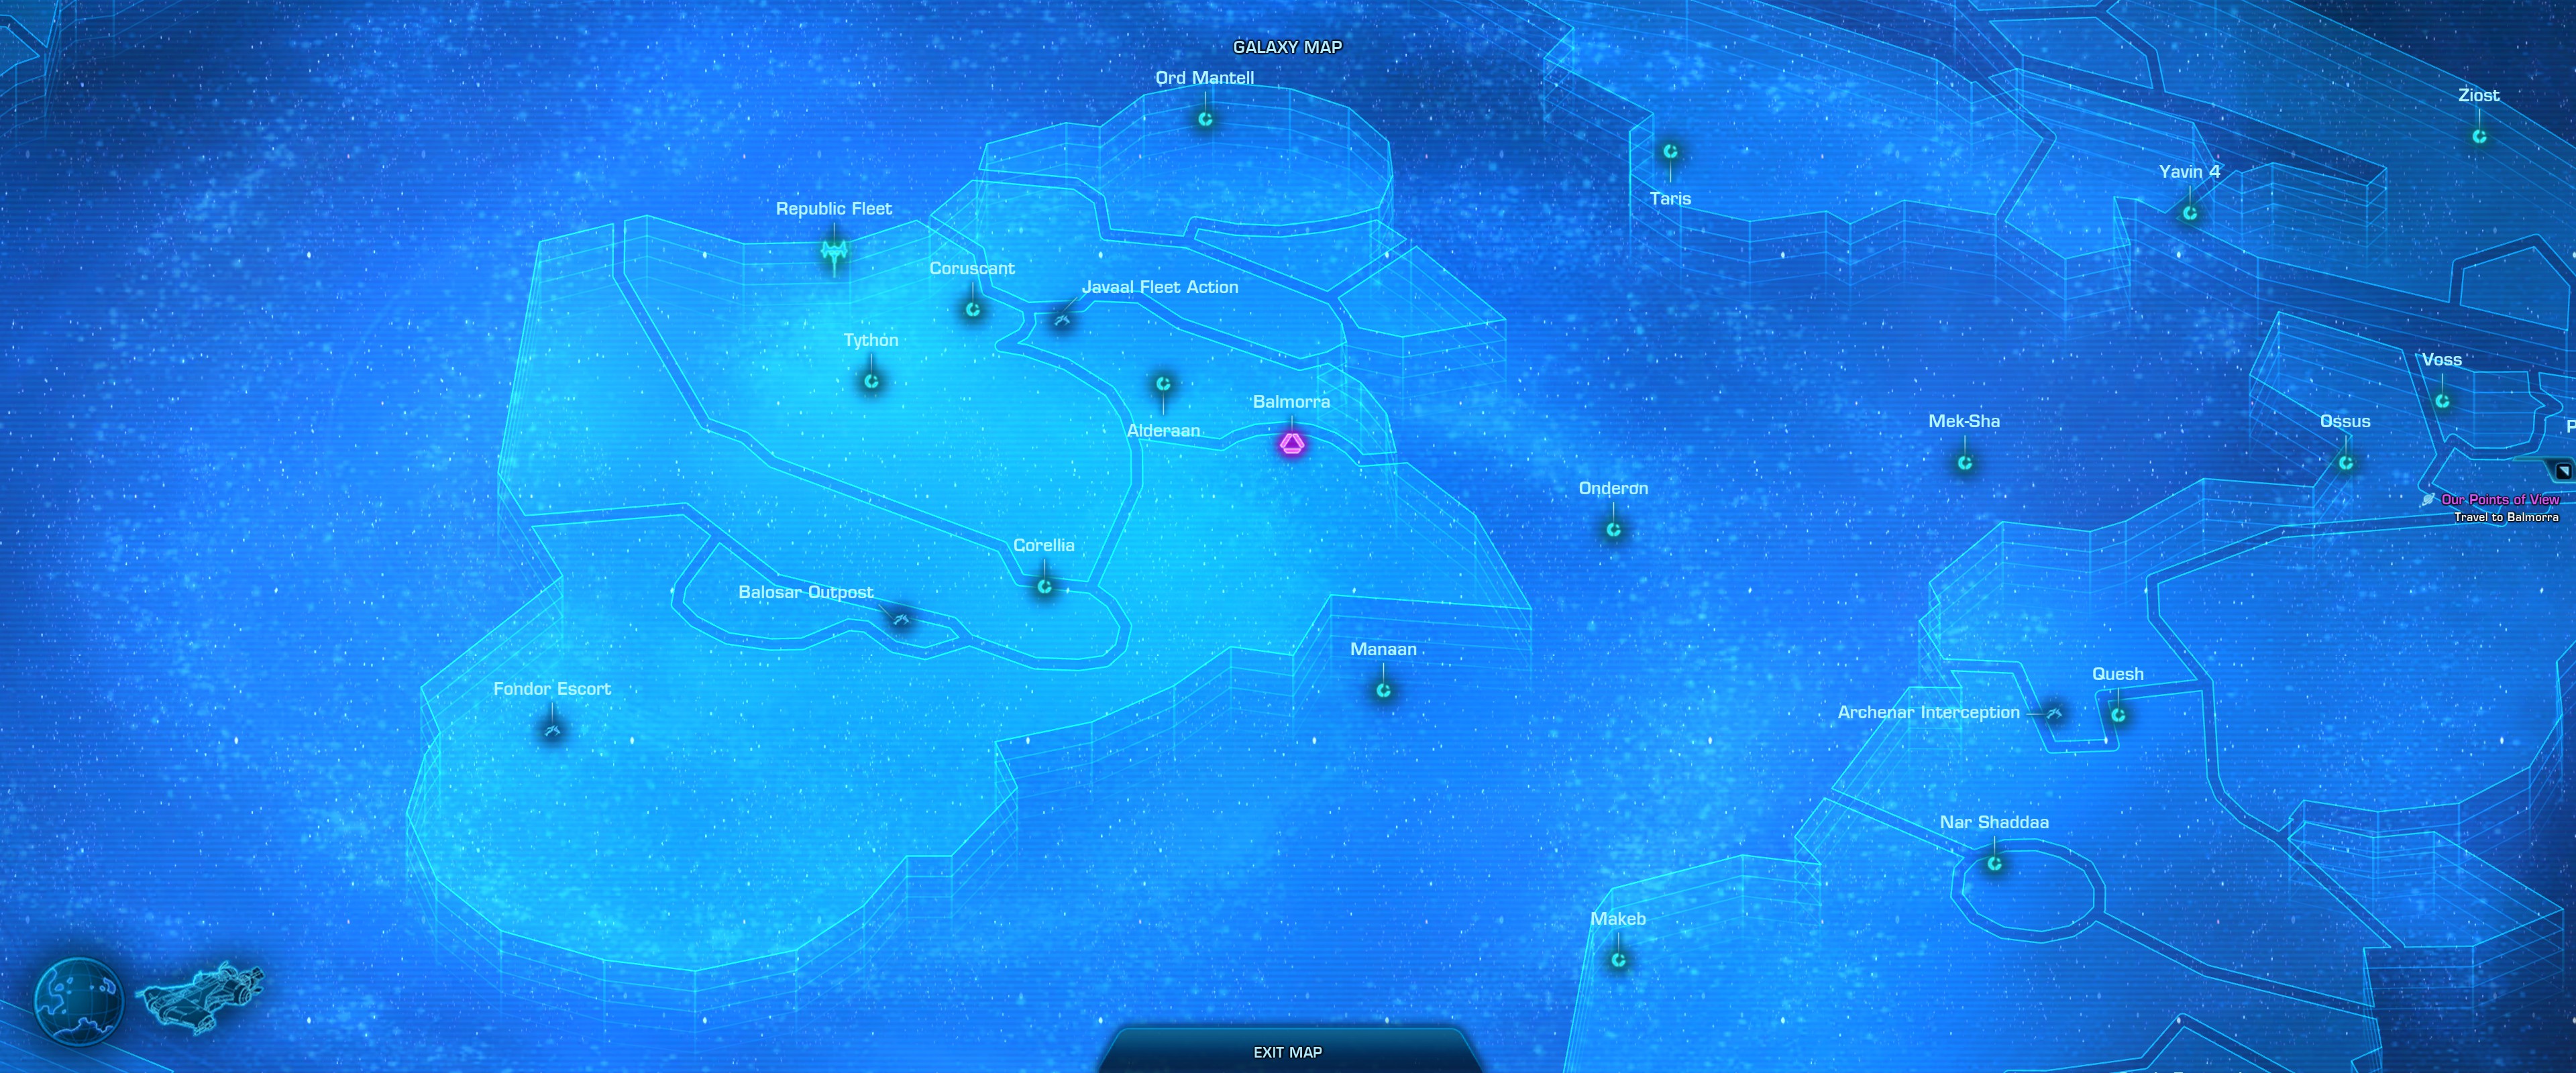 GALAXY MAP
Ord Mantell
Ziost
Yavin 4
Taris
Republic Fleet
Coruscant
Javaal Fleet Action
Tython
Voss
Balmorra
Alderaan
Mek-Sha
Ossus
P
Onderon
Our Points of View
Travel to Balmorra
Corellia
Balosar Outpost
Manaan
Quesh
Fondor Escort
Archenar Interception
Nar Shaddaa
Makeb
EXIT MAP